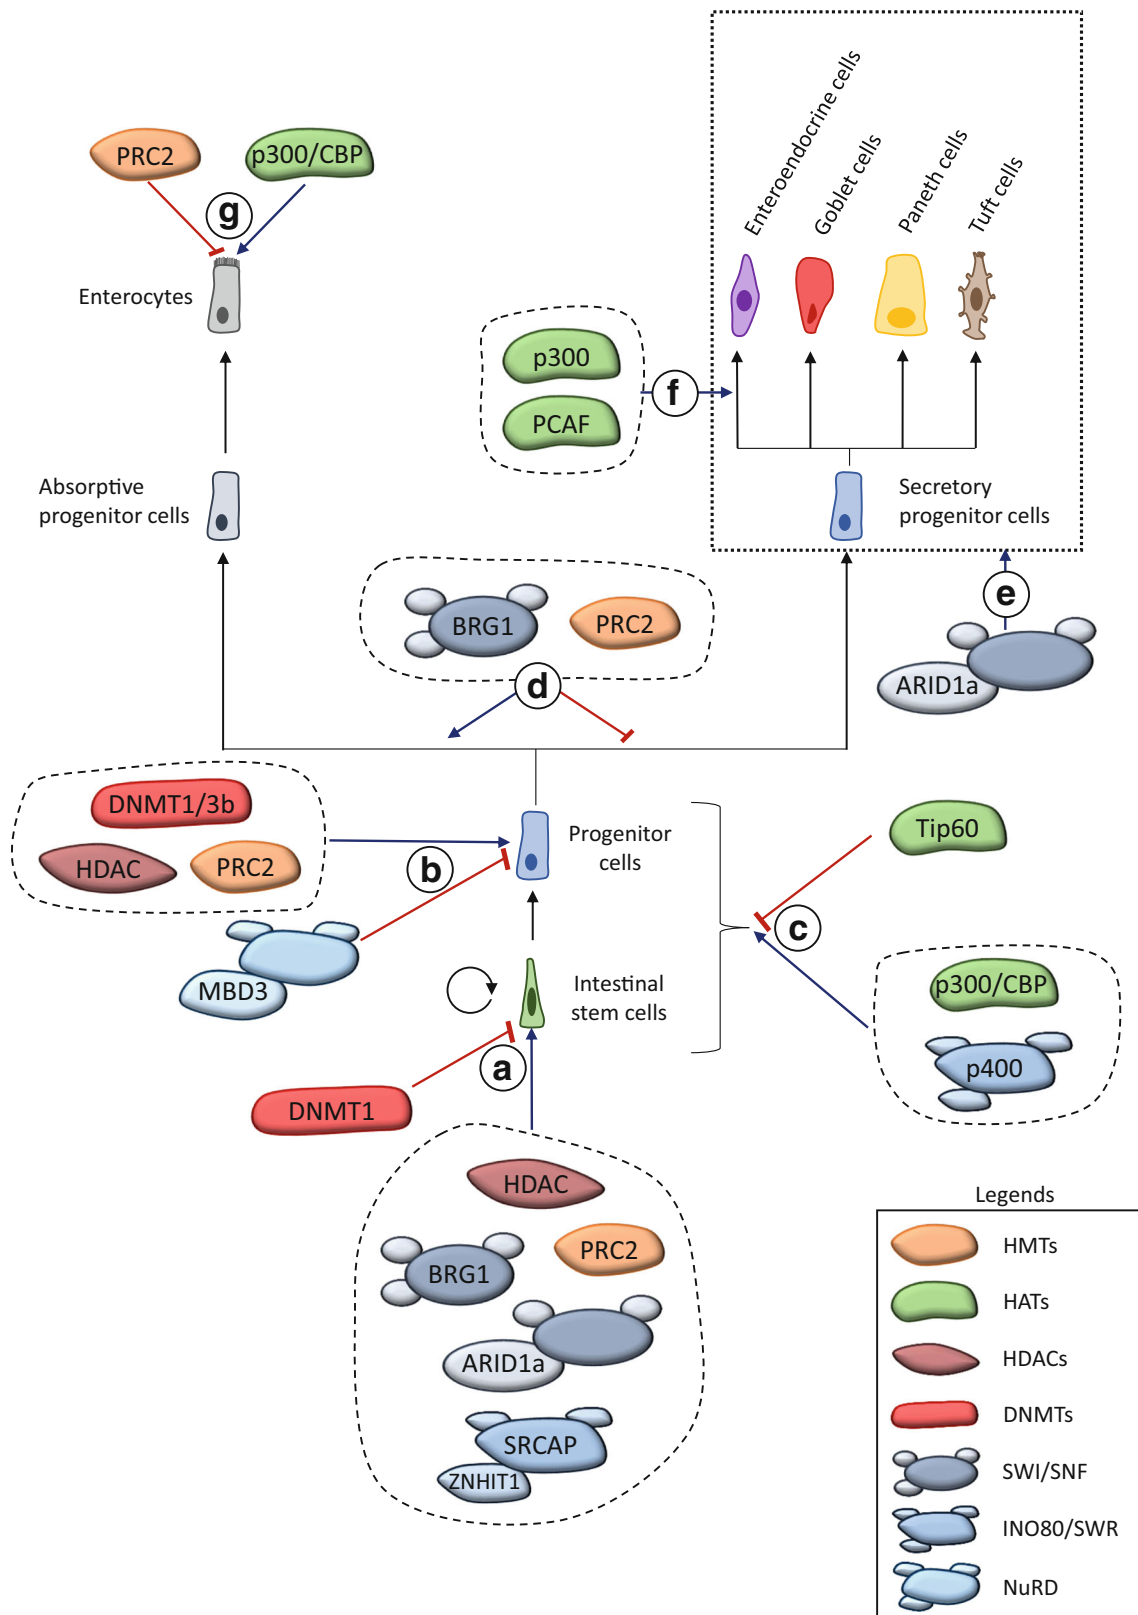 Enteroendocrine cells
Goblet cells
Paneth cells
Tuft cells
PRC2
p300/CBP
g
Enterocytes
p300
PCAF
f
Absorptive
progenitor cells
Secretory
progenitor cells
BRG1
PRC2
d
e
ARID1a
DNMT1/3b
HDAC
PRC2
b
MBD3
Progenitor
cells
Tip60
c
p300/CBP
p400
Intestinal
stem cells
a
DNMT1
HDAC
PRC2
BRG1
ARID1a
SRCAP
ZNHIT1
Legends
HMTs
HATs
HDACs
DNMTs
SWI/SNF
INO80/SWR
NuRD